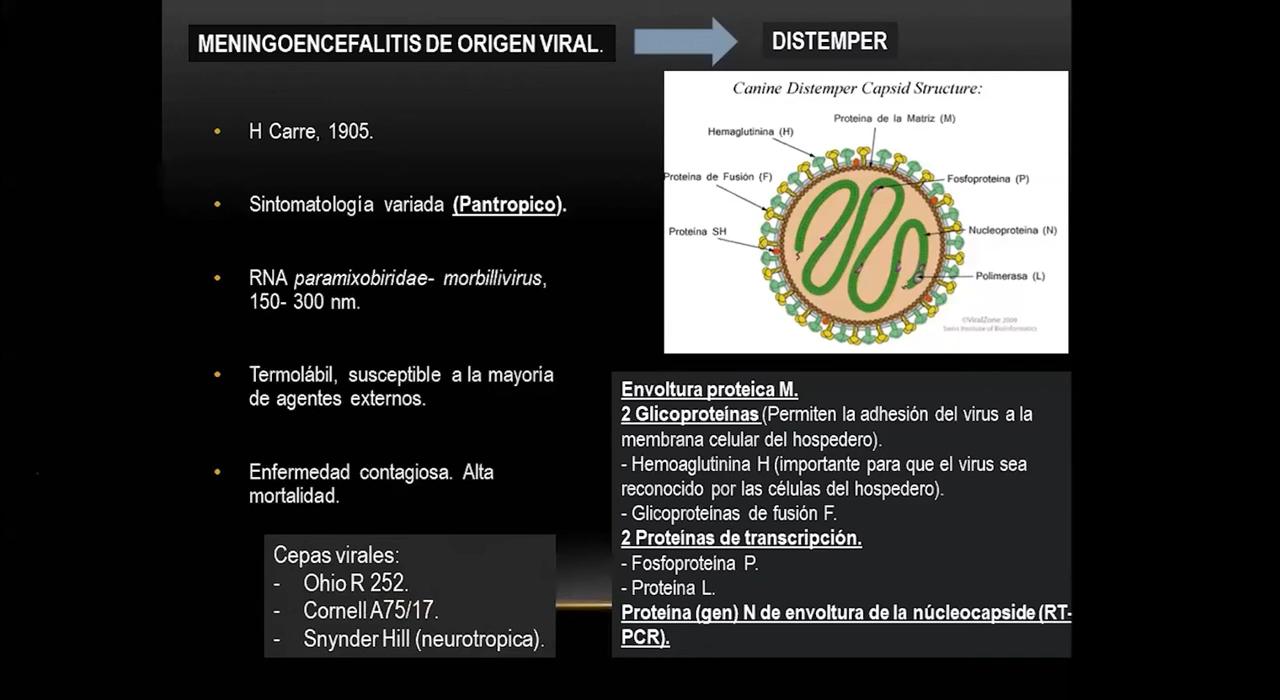 MENINGOENCEFALITIS DE ORIGEN VIRAL.
DISTEMPER
H Carre, 1905.
Sintomatología variada (Pantropico).
RNA paramixobiridae- morbillivirus,
150- 300 nm.
Termolábil, susceptible a la mayoría
de agentes externos.
Enfermedad contagiosa. Alta
mortalidad.
Cepas virales:
- Ohio R 252.
- Cornell A75/17.
- Snynder Hill (neurotropica).
Canine Distemper Capsid Structure:
Proteina de la Matriz (M)
Hemaglutinina (H)
Proteina de Fusión (F)
Fosfoproteina (P)
Proteina SH
Nucleoproteina (N)
Polimerasa (L)
©ViralZone 2009
Swiss Institute of Bioinformatics
Envoltura proteica M.
2 Glicoproteínas (Permiten la adhesión del virus a la
membrana celular del hospedero).
- Hemoaglutinina H (importante para que el virus sea
reconocido por las células del hospedero).
- Glicoproteínas de fusión F.
2 Proteínas de transcripción.
- Fosfoproteína P.
- Proteína L.
Proteína (gen) N de envoltura de la núcleocapside (RT-
PCR).